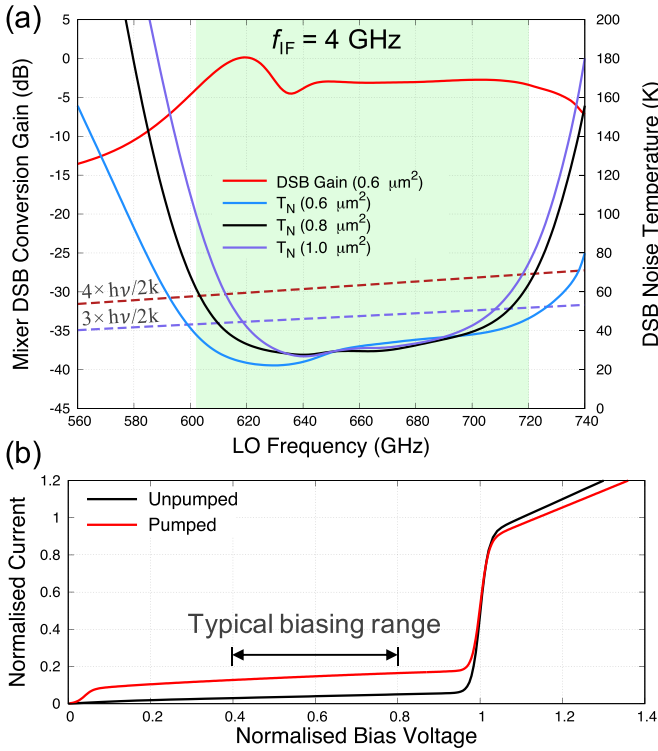 (a)
f_IF = 4 GHz
Mixer DSB Conversion Gain (dB)
5
0
-5
-10
-15
-20
-25
-30
-35
-40
-45
DSB Noise Temperature (K)
200
180
160
140
120
100
80
60
40
20
0
DSB Gain (0.6 μm²)
T_N (0.6 μm²)
T_N (0.8 μm²)
T_N (1.0 μm²)
4×hν/2k
3×hν/2k
560 580 600 620 640 660 680 700 720 740
LO Frequency (GHz)
(b)
Normalised Current
1.2
1
0.8
0.6
0.4
0.2
0
Unpumped
Pumped
Typical biasing range
0 0.2 0.4 0.6 0.8 1 1.2 1.4
Normalised Bias Voltage